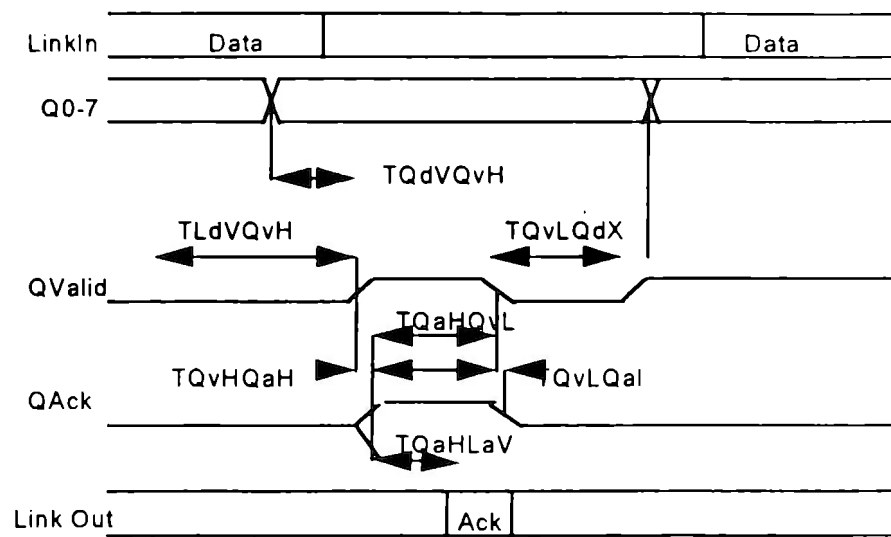 LinkIn Data Data
Q0-7
TQdVQvH
TLdVQvH TQvLQdX
QValid
TQaHQvL
TQvHQaH TQvLQal
QAck
TQaHLaV
Link Out Ack